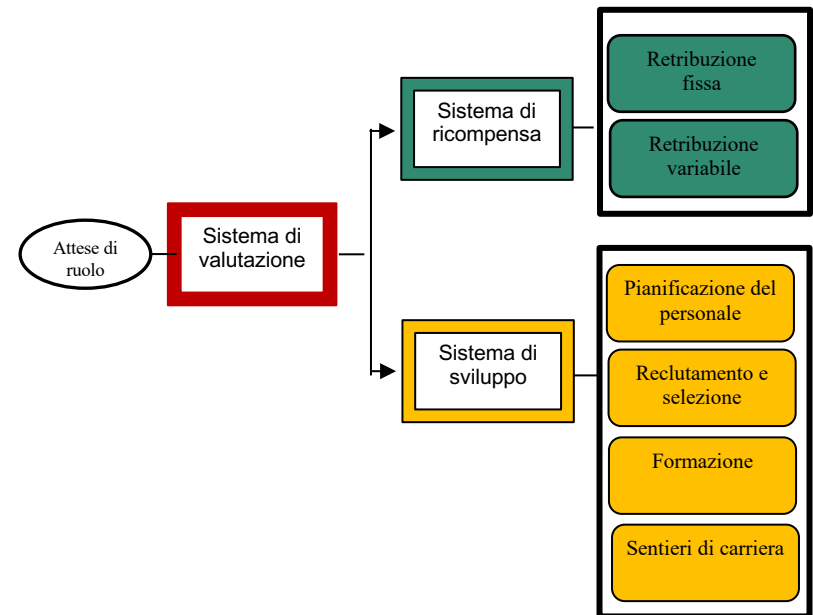 Attese di
ruolo
Sistema di
valutazione
Sistema di
ricompensa
Retribuzione
fissa
Retribuzione
variabile
Sistema di
sviluppo
Pianificazione del
personale
Reclutamento e
selezione
Formazione
Sentieri di carriera